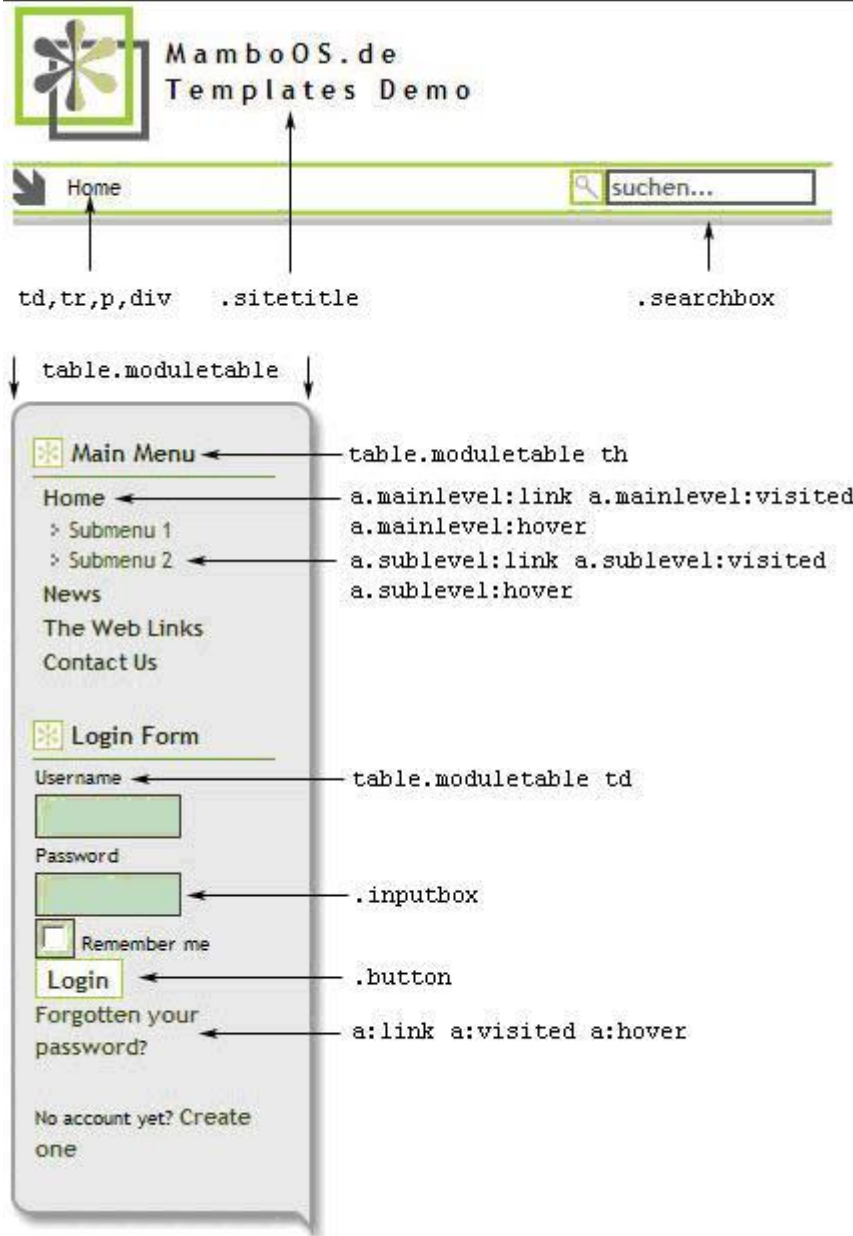 MamboOS.de
Templates Demo
Home
suchen...
td,tr,p,div
.sitetitle
.searchbox
table.moduletable
Main Menu
table.moduletable th
Home
a.mainlevel:link a.mainlevel:visited
> Submenu 1
a.mainlevel:hover
> Submenu 2
a.sublevel:link a.sublevel:visited
News
a.sublevel:hover
The Web Links
Contact Us
Login Form
Username
table.moduletable td
Password
.inputbox
Remember me
Login
.button
Forgotten your
password?
a:link a:visited a:hover
No account yet? Create
one